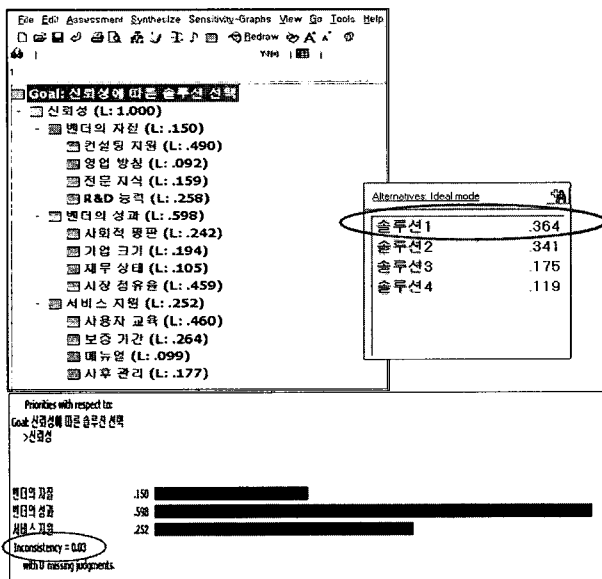 File Edit Assessment Synthesize Sensitivity-Graphs View Go Tools Help
Redraw
1
Goal: 신뢰성에 따른 솔루션 선택
신뢰성 (L: 1.000)
벤더의 자질 (L: .150)
컨설팅 지원 (L: .490)
영업 방침 (L: .092)
전문 지식 (L: .159)
R&D 능력 (L: .258)
벤더의 성과 (L: .598)
사회적 평판 (L: .242)
기업 크기 (L: .194)
재무 상태 (L: .105)
시장 점유율 (L: .459)
서비스 지원 (L: .252)
사용자 교육 (L: .460)
보증 기간 (L: .264)
메뉴얼 (L: .099)
사후 관리 (L: .177)
Alternatives: Ideal mode
솔루션1 .364
솔루션2 .341
솔루션3 .175
솔루션4 .119
Priorities with respect to:
Goal: 신뢰성에 따른 솔루션 선택
>신뢰성
벤더의 자질 .150
벤더의 성과 .598
서비스 지원 .252
Inconsistency = 0.03
with 0 missing judgments.